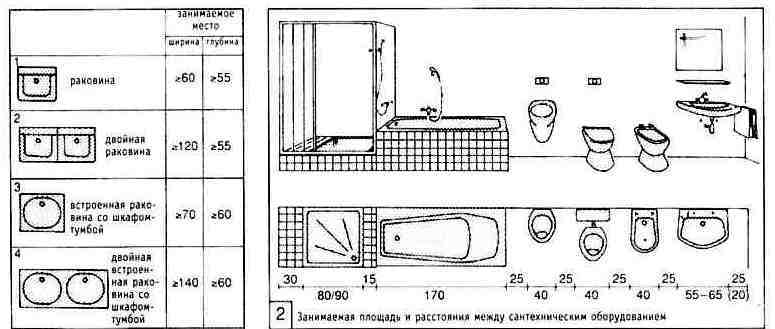 занимаемое
место
ширина глубина
1
раковина
≥60 ≥55
2
двойная
раковина
≥120 ≥55
3
встроенная рако-
вина со шкафом-
тумбой
≥70 ≥60
4
двойная
встроен-
ная рако-
вина со
шкафом-
тумбой
≥140 ≥60
30 80/90 15 170 25 40 25 40 25 40 25 55–65 25 (20)
2 Занимаемая площадь и расстояния между сантехническим оборудованием